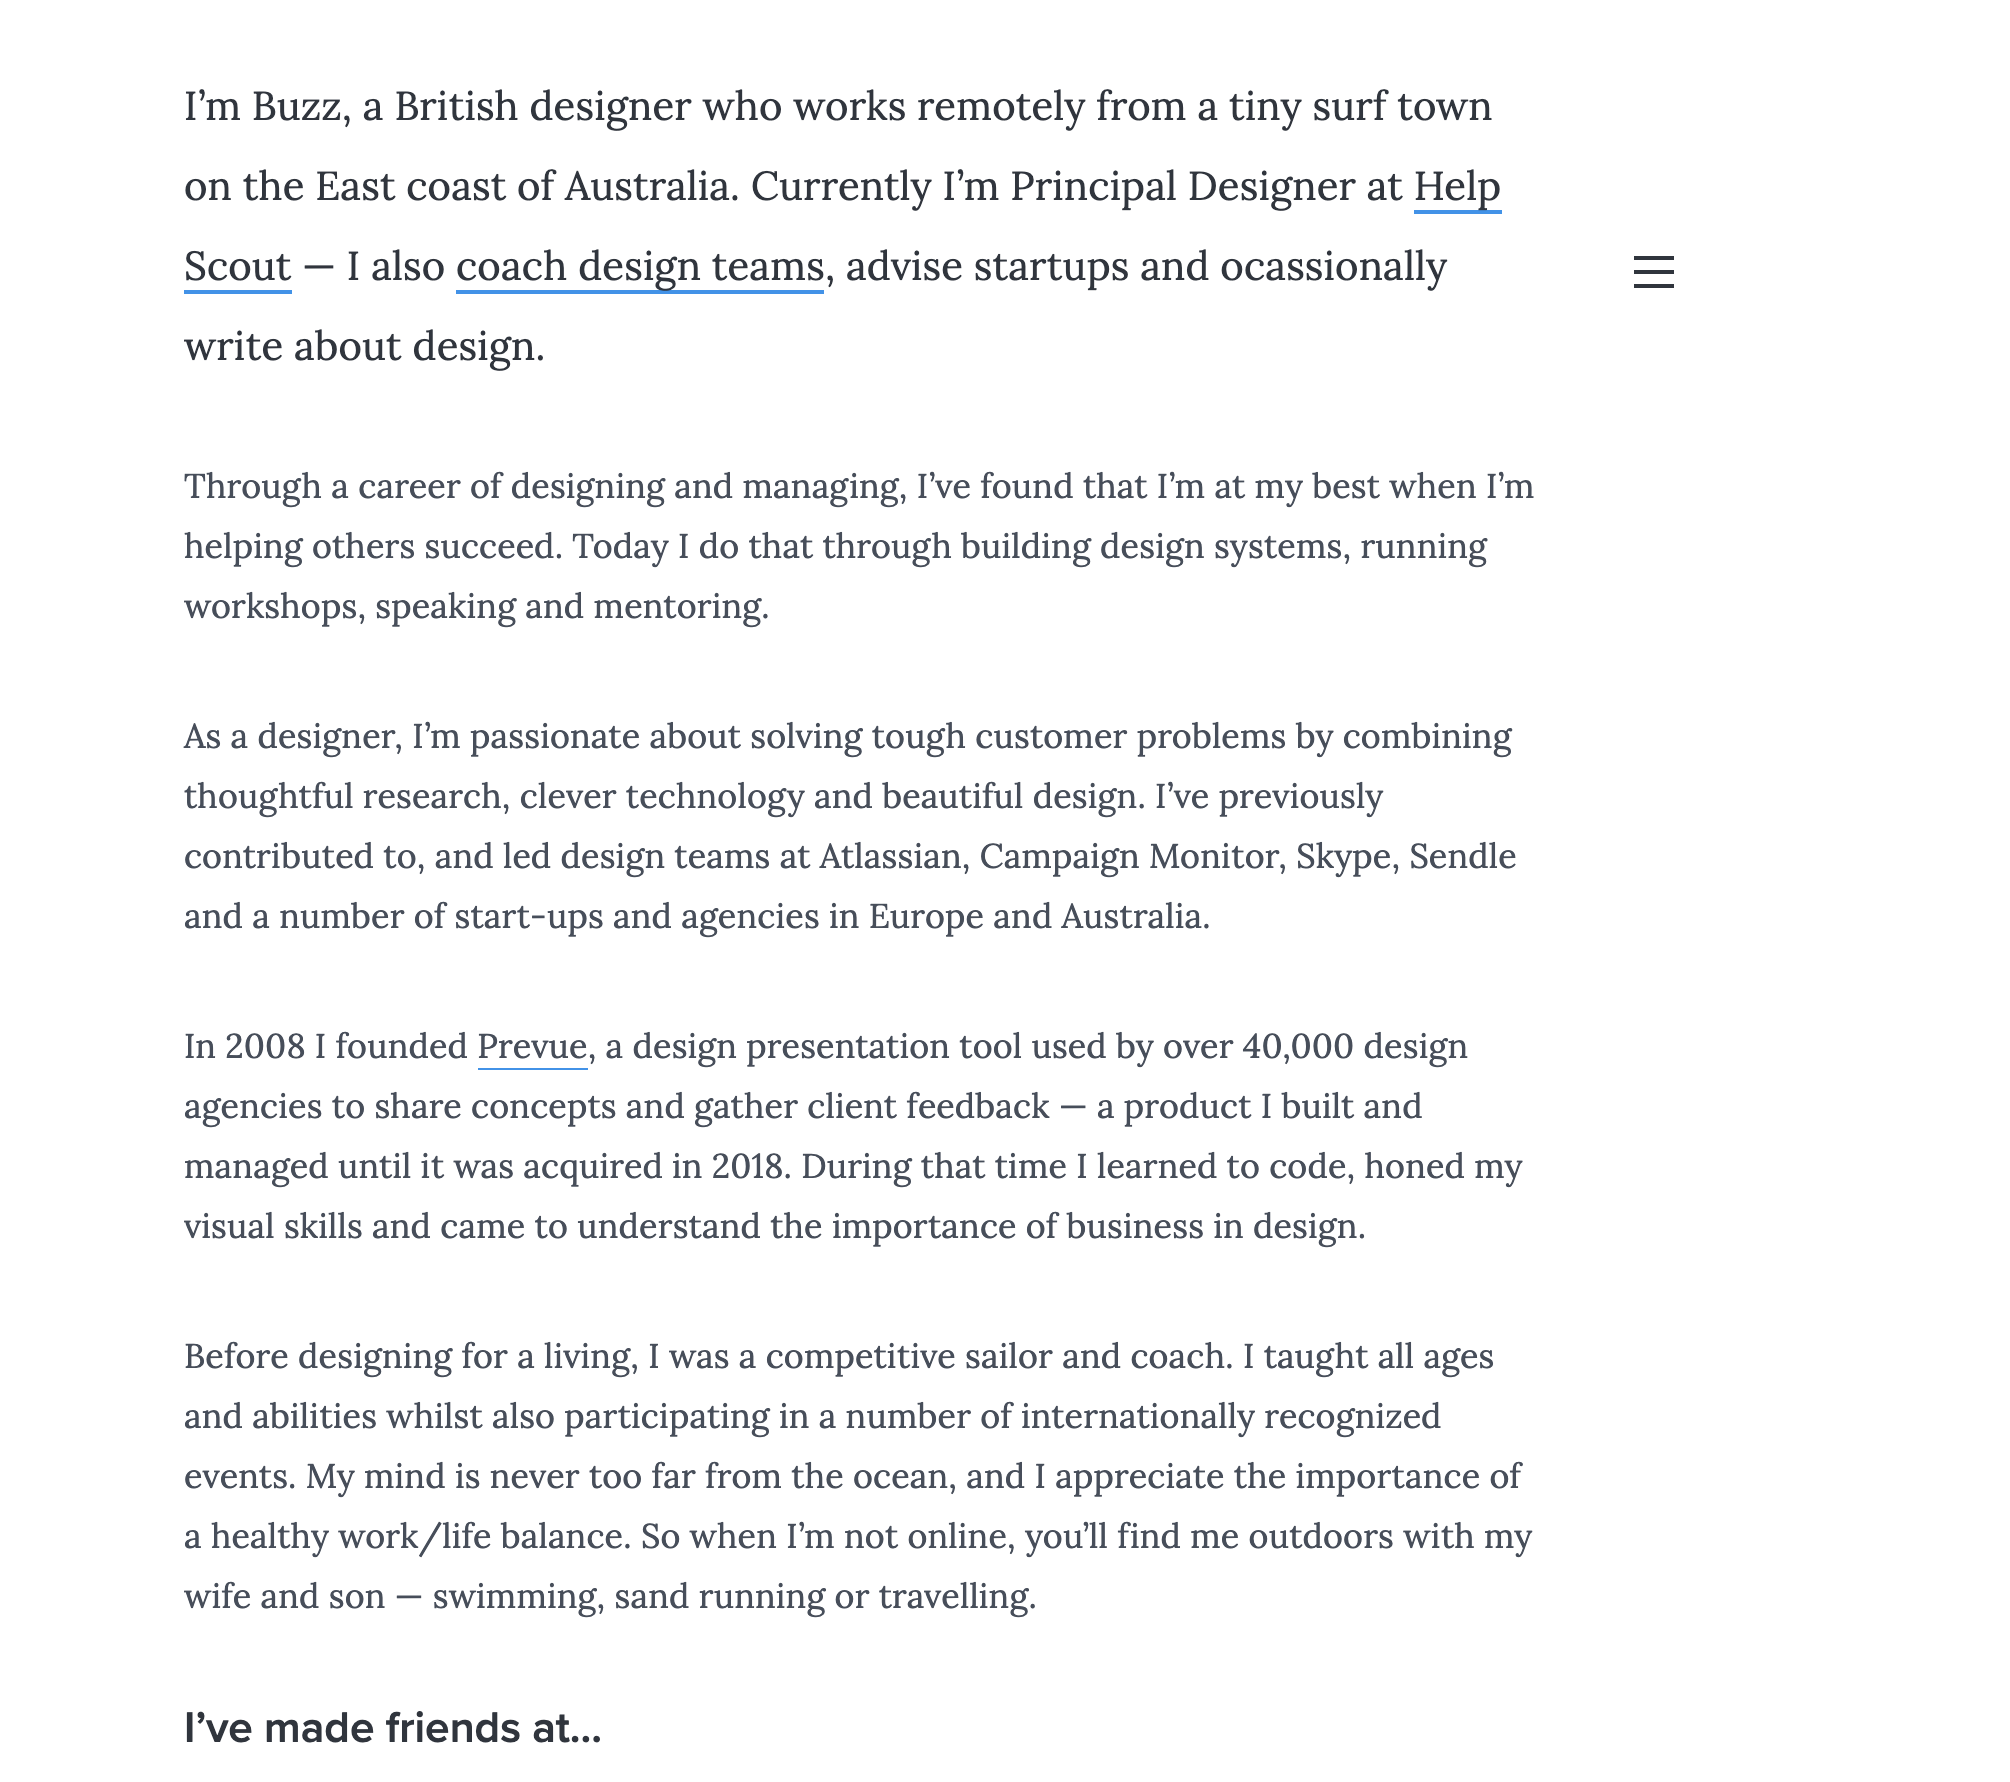 I’m Buzz, a British designer who works remotely from a tiny surf town
on the East coast of Australia. Currently I’m Principal Designer at Help
Scout — I also coach design teams, advise startups and ocassionally
write about design.
Through a career of designing and managing, I’ve found that I’m at my best when I’m
helping others succeed. Today I do that through building design systems, running
workshops, speaking and mentoring.
As a designer, I’m passionate about solving tough customer problems by combining
thoughtful research, clever technology and beautiful design. I’ve previously
contributed to, and led design teams at Atlassian, Campaign Monitor, Skype, Sendle
and a number of start-ups and agencies in Europe and Australia.
In 2008 I founded Prevue, a design presentation tool used by over 40,000 design
agencies to share concepts and gather client feedback — a product I built and
managed until it was acquired in 2018. During that time I learned to code, honed my
visual skills and came to understand the importance of business in design.
Before designing for a living, I was a competitive sailor and coach. I taught all ages
and abilities whilst also participating in a number of internationally recognized
events. My mind is never too far from the ocean, and I appreciate the importance of
a healthy work/life balance. So when I’m not online, you’ll find me outdoors with my
wife and son — swimming, sand running or travelling.
I’ve made friends at...